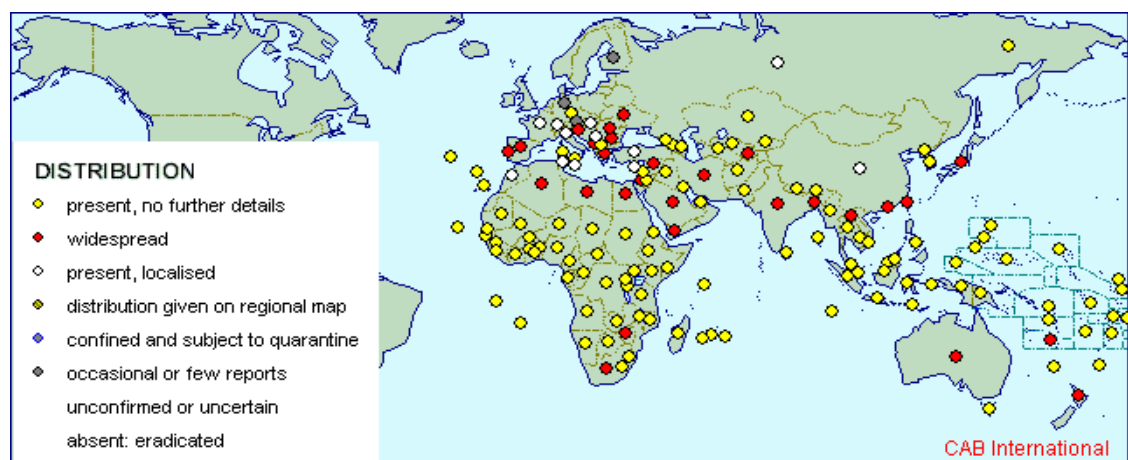 DISTRIBUTION
present, no further details
widespread
present, localised
distribution given on regional map
confined and subject to quarantine
occasional or few reports
unconfirmed or uncertain
absent: eradicated
CAB International